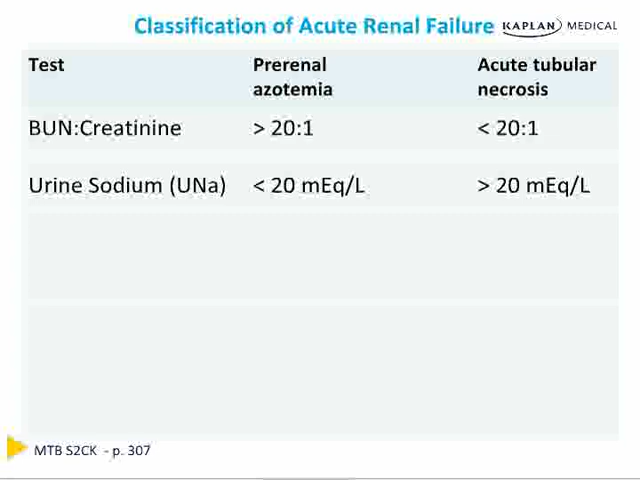 Classification of Acute Renal Failure KAPLAN MEDICAL
Test Prerenal azotemia Acute tubular necrosis
BUN:Creatinine > 20:1 < 20:1
Urine Sodium (UNa) < 20 mEq/L > 20 mEq/L
MTB S2CK - p. 307